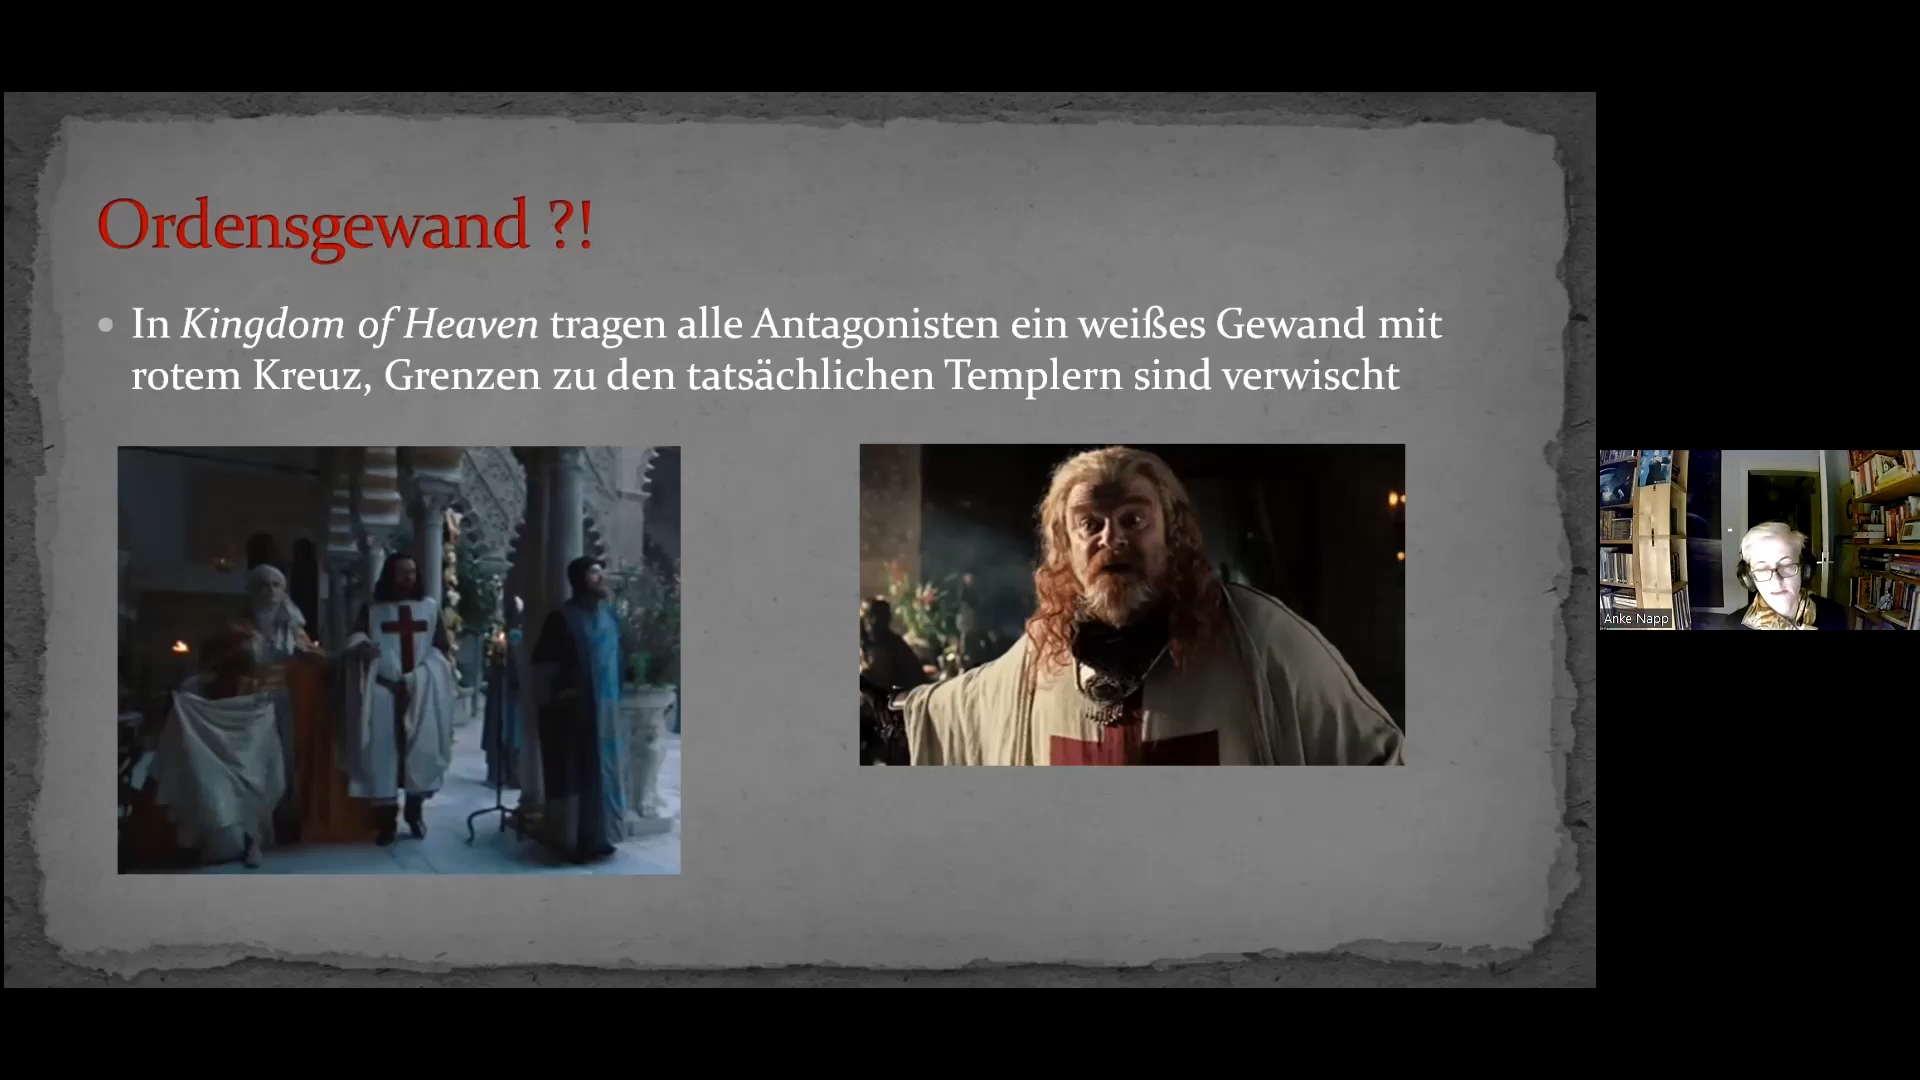 Ordensgewand ?!
In Kingdom of Heaven tragen alle Antagonisten ein weißes Gewand mit
rotem Kreuz, Grenzen zu den tatsächlichen Templern sind verwischt
Anke Napp